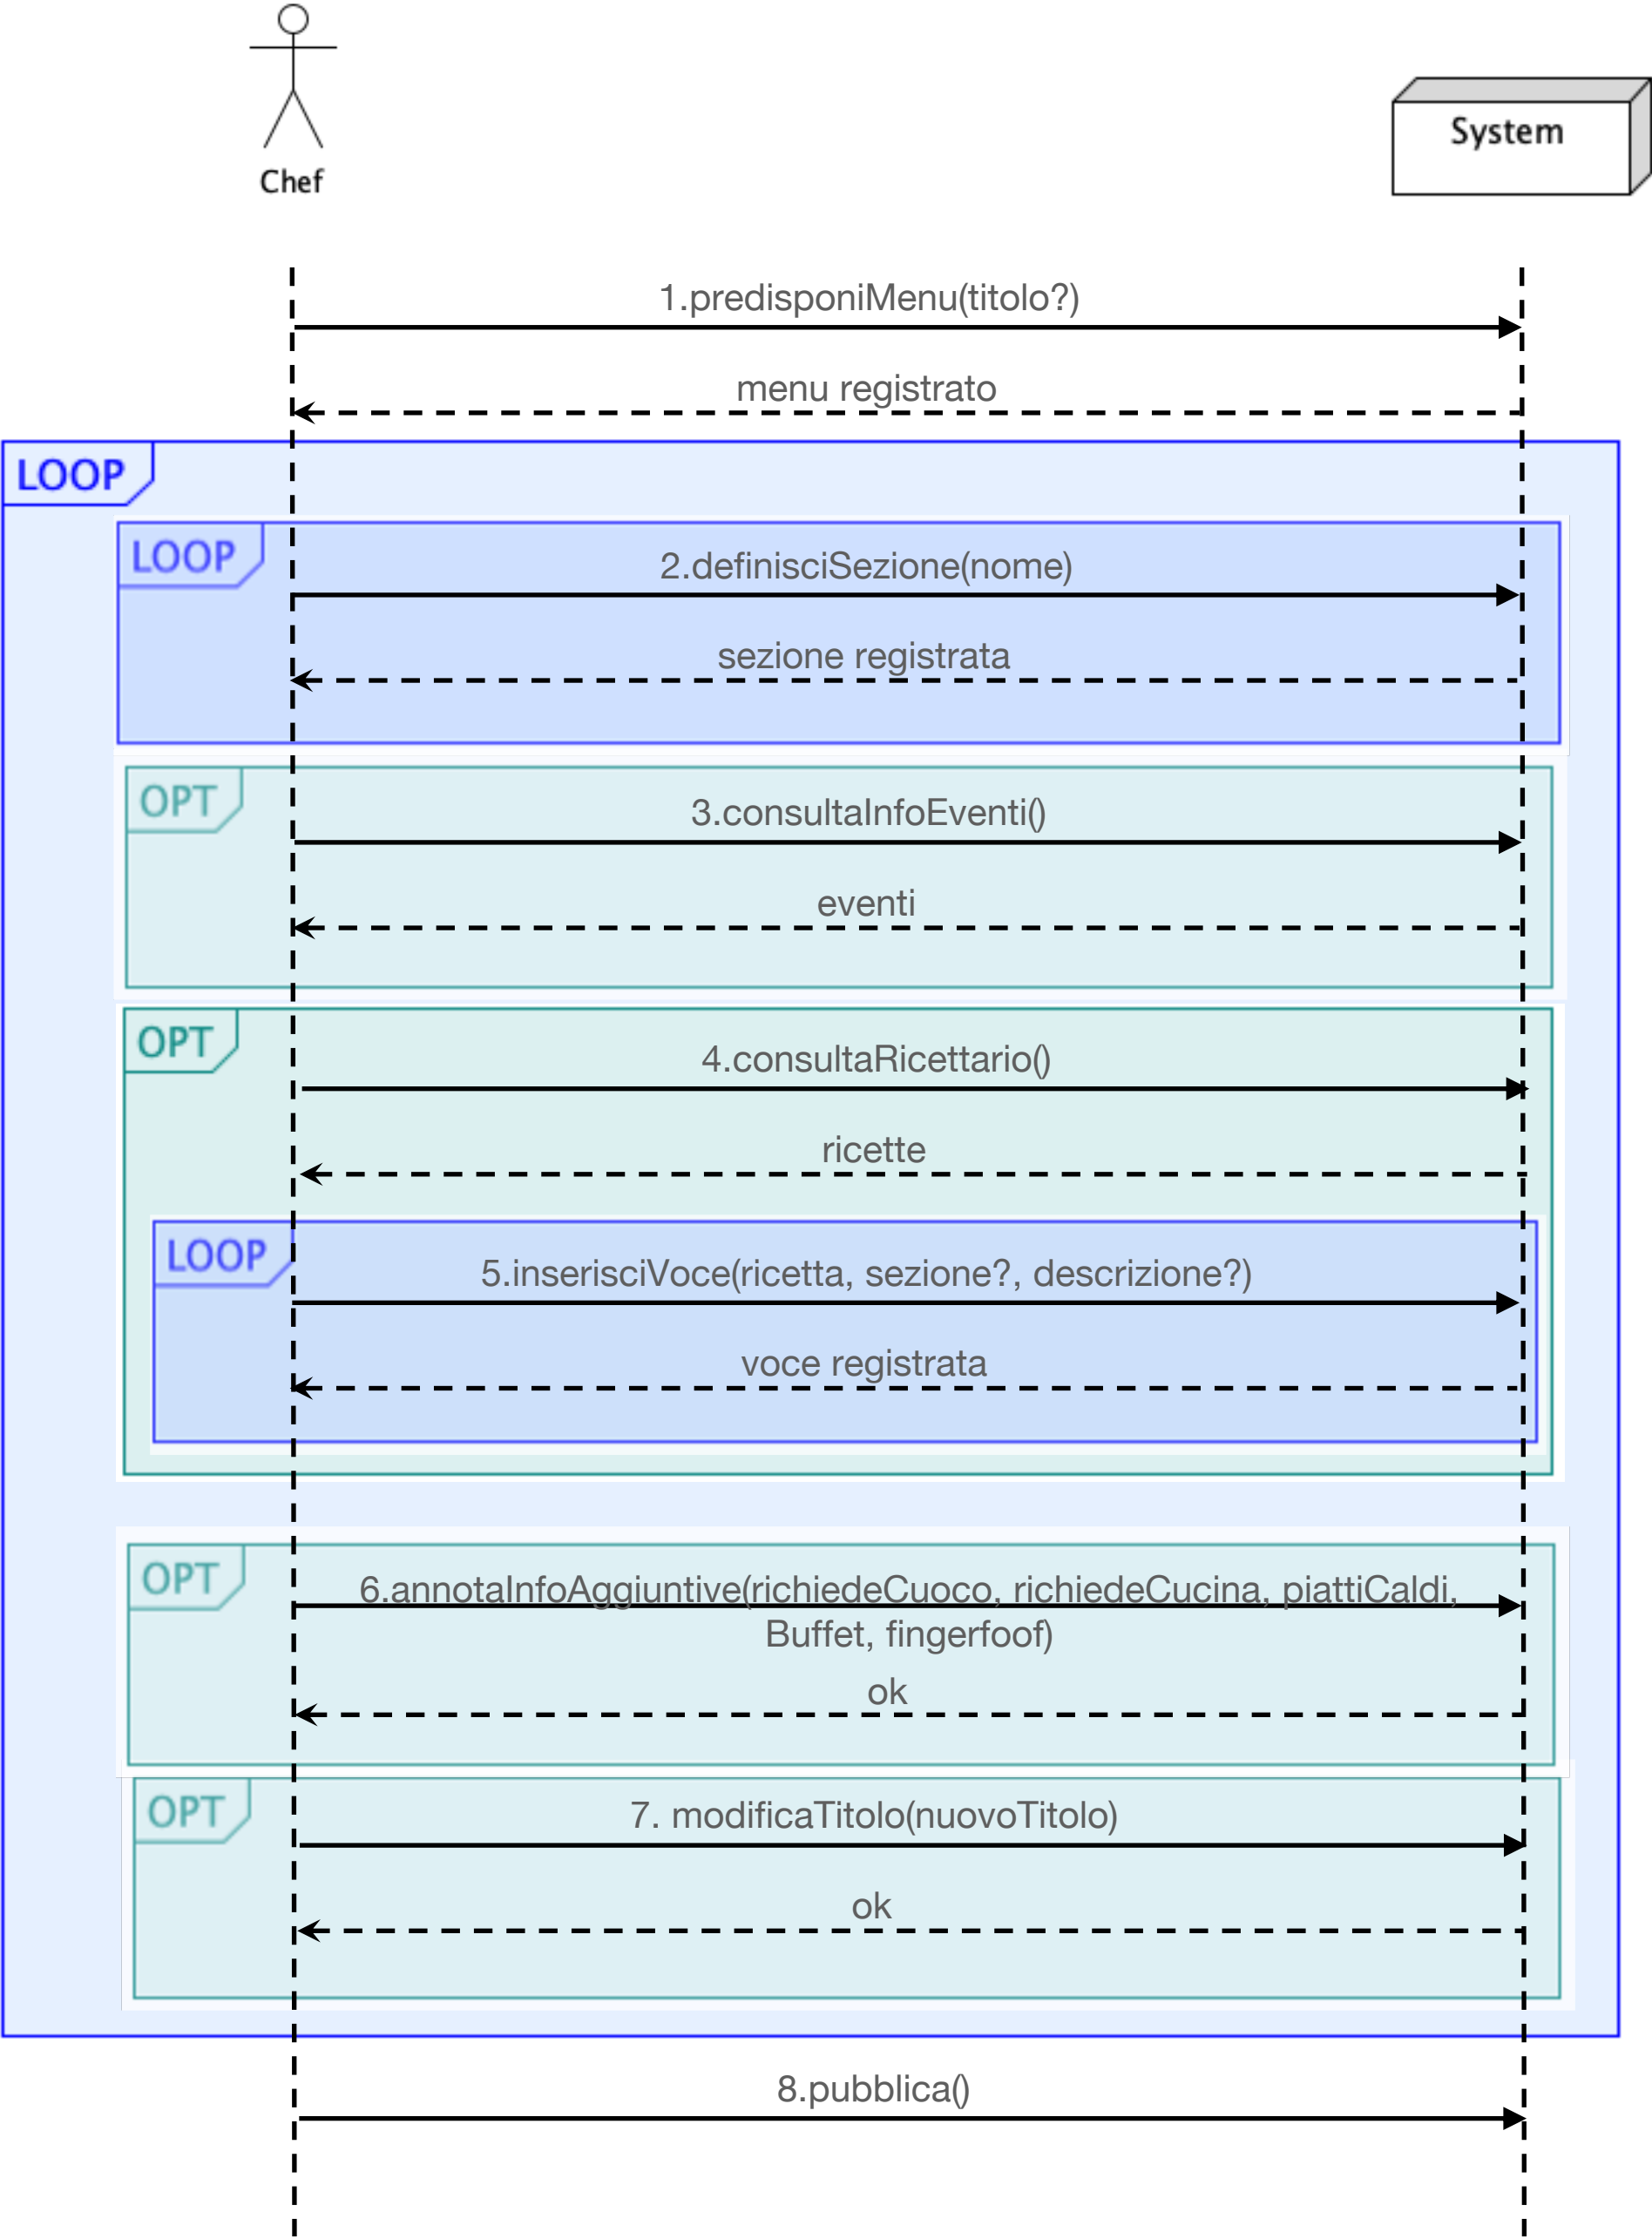 Chef
System
1.predisponiMenu(titolo?)
menu registrato
LOOP
LOOP
2.definisciSezione(nome)
sezione registrata
OPT
3.consultaInfoEventi()
eventi
OPT
4.consultaRicettario()
ricette
LOOP
5.inserisciVoce(ricetta, sezione?, descrizione?)
voce registrata
OPT
6.annotaInfoAggiuntive(richiedeCuoco, richiedeCucina, piattiCaldi,
Buffet, fingerfoof)
ok
OPT
7. modificaTitolo(nuovoTitolo)
ok
8.pubblica()